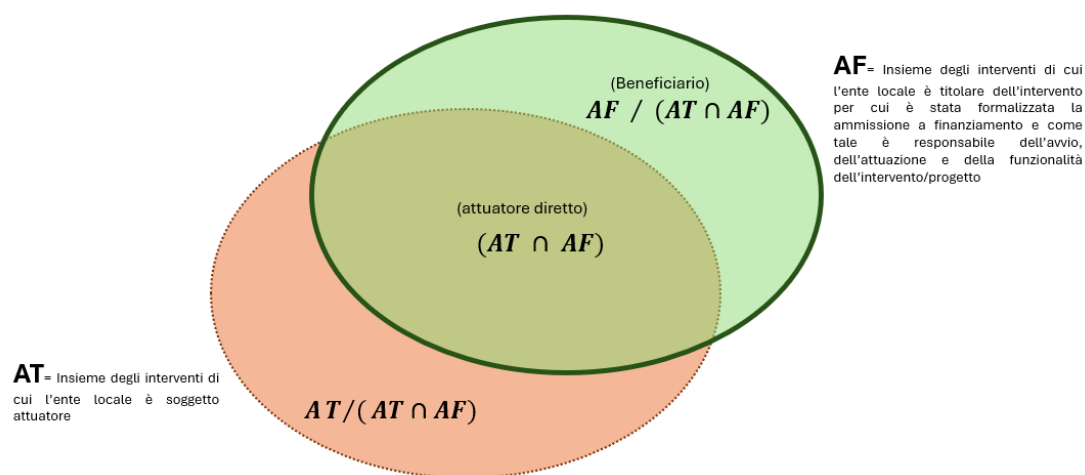 (Beneficiario)
AF / (AT ∩ AF)
AF= Insieme degli interventi di cui
l'ente locale è titolare dell'intervento
per cui è stata formalizzata la
ammissione a finanziamento e come
tale è responsabile dell'avvio,
dell'attuazione e della funzionalità
dell'intervento/progetto
(attuatore diretto)
(AT ∩ AF)
AT= Insieme degli interventi di
cui l'ente locale è soggetto
attuatore
AT/(AT ∩ AF)